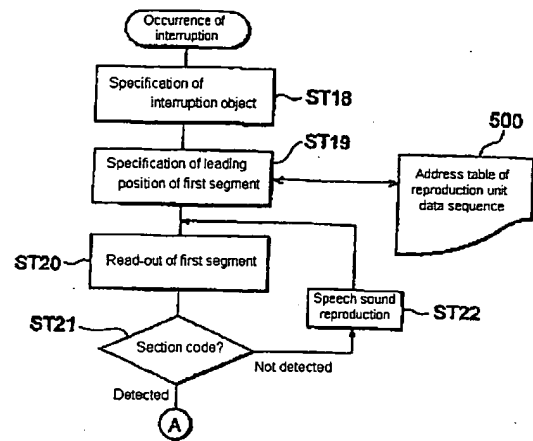 Occurrence of
interruption
Specification of
interruption object
ST18
ST19
500
Specification of leading
position of first segment
Address table of
reproduction unit
data sequence
ST20
Read-out of first segment
Speech sound
reproduction
ST22
ST21
Section code?
Not detected
Detected
A